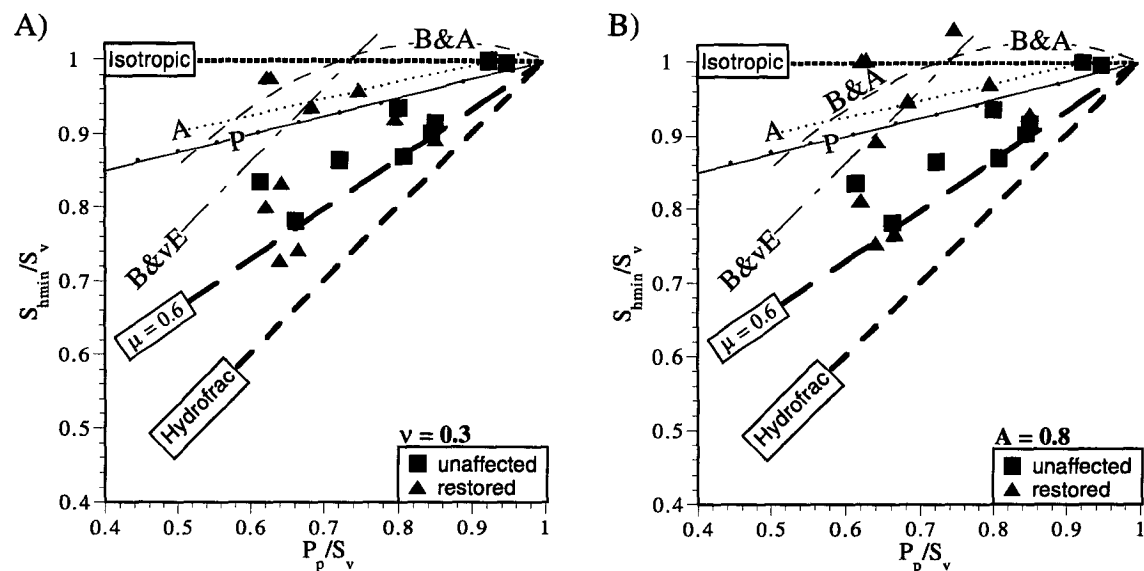 A)
Isotropic
B&A
A
P
B&νE
μ = 0.6
Hydrofrac
ν = 0.3
unaffected
restored
S_hmin/S_v
1
0.9
0.8
0.7
0.6
0.5
0.4
0.4 0.5 0.6 0.7 0.8 0.9 1
P_p/S_v
B)
Isotropic
B&A
B&A
A
P
B&νE
μ = 0.6
Hydrofrac
A = 0.8
unaffected
restored
S_hmin/S_v
1
0.9
0.8
0.7
0.6
0.5
0.4
0.4 0.5 0.6 0.7 0.8 0.9 1
P_p/S_v